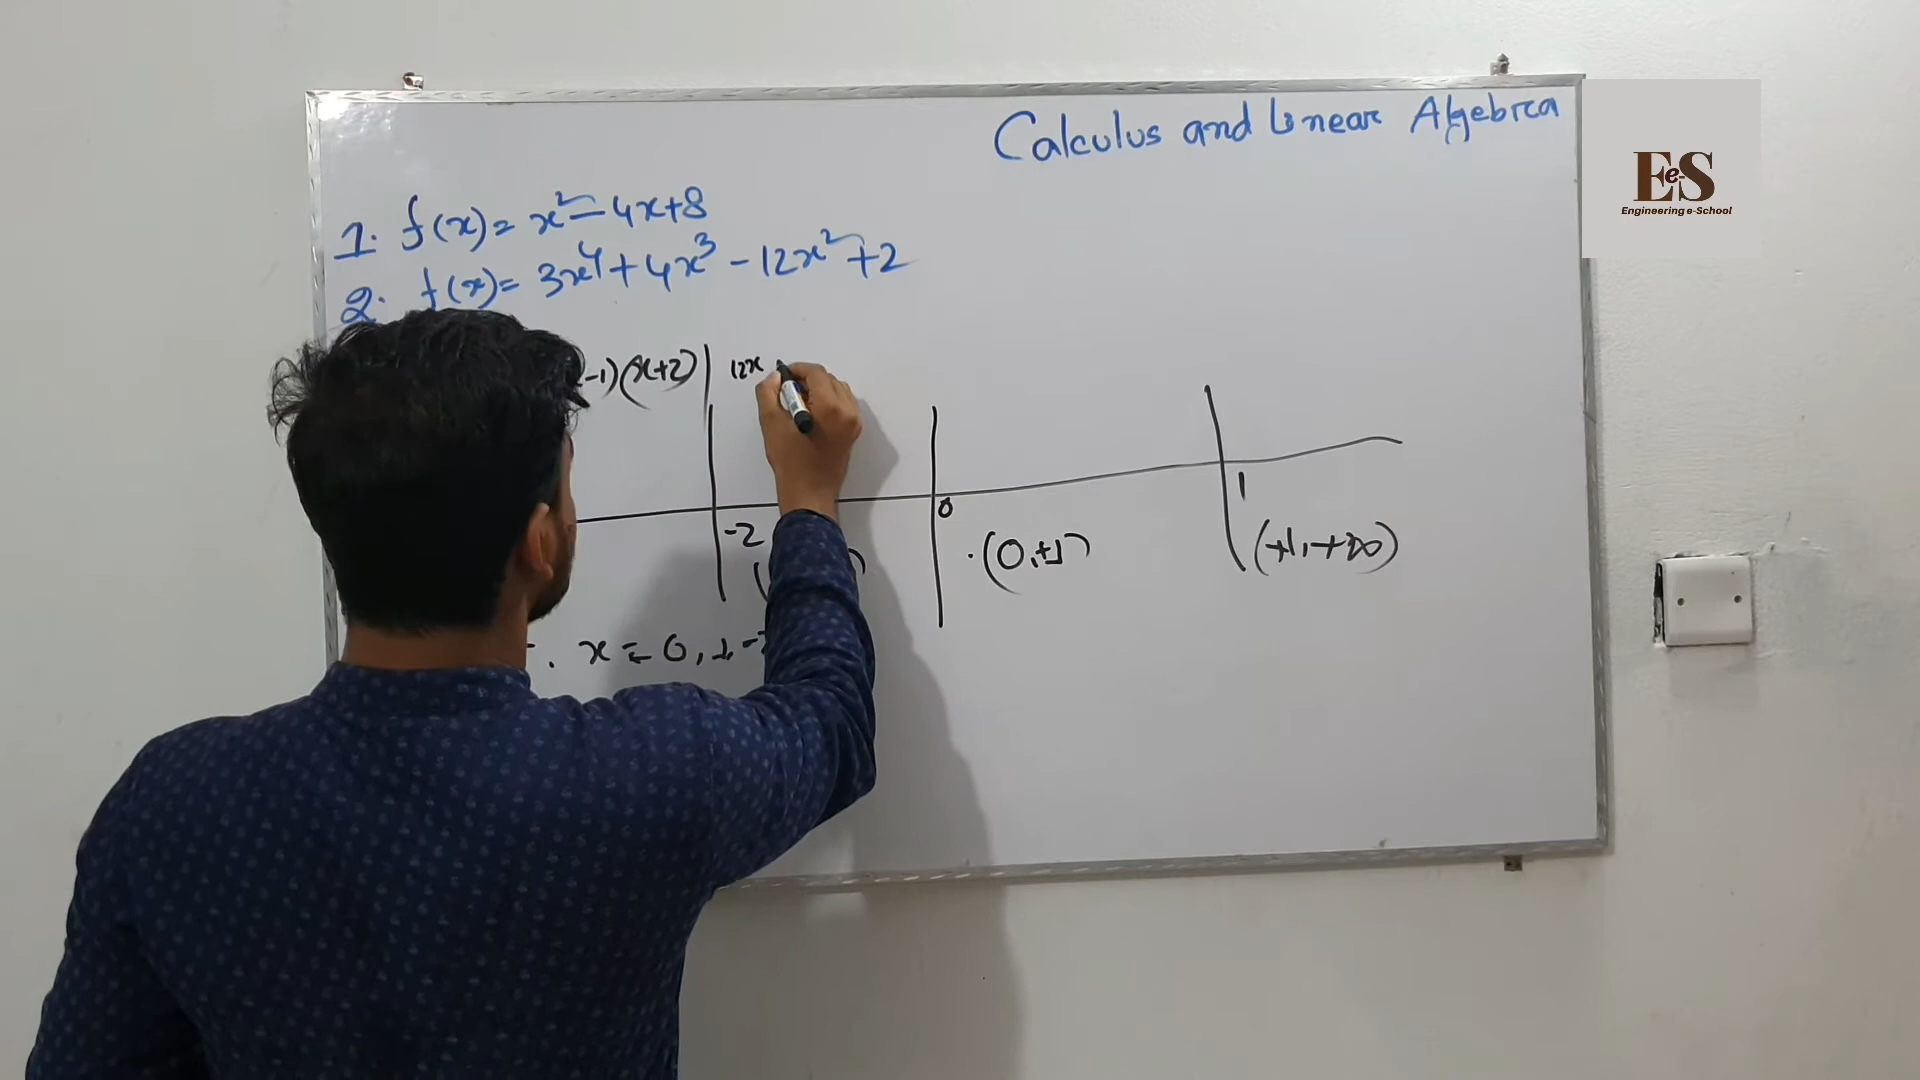 Calculus and Linear Algebra
EeS
Engineering e-School
1. f(x) = x² - 4x + 8
2. f(x) = 3x⁴ + 4x³ - 12x² + 2
-1)(x+2) 12x
-2 0 1
(0, +1) (+1, +∞)
x = 0, 1, -2